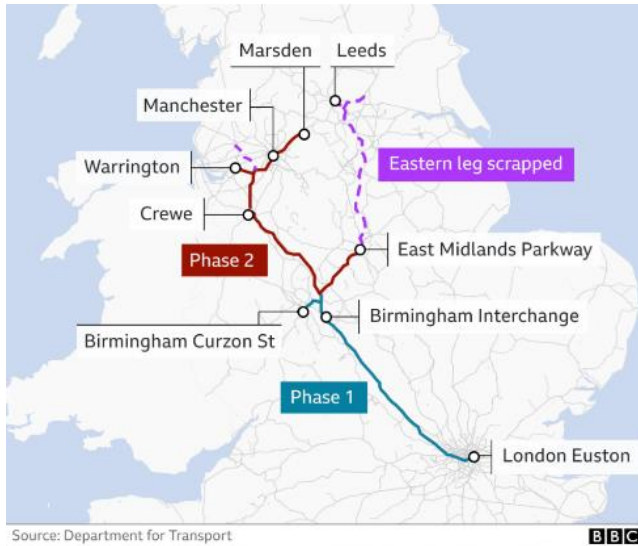 Marsden
Leeds
Manchester
Warrington
Eastern leg scrapped
Crewe
Phase 2
East Midlands Parkway
Birmingham Interchange
Birmingham Curzon St
Phase 1
London Euston
Source: Department for Transport
BBC